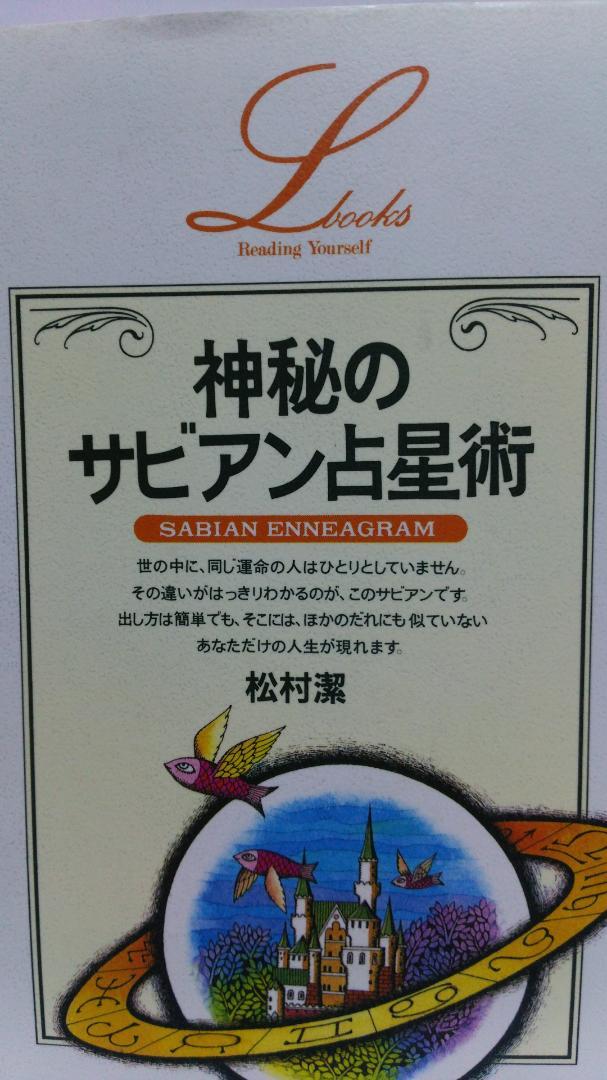 L books
Reading Yourself
神秘の
サビアン占星術
SABIAN ENNEAGRAM
世の中に、同じ運命の人はひとりとしていません。
その違いがはっきりわかるのが、このサビアンです。
出し方は簡単でも、そこには、ほかのだれにも似ていない
あなただけの人生が現れます。
松村潔